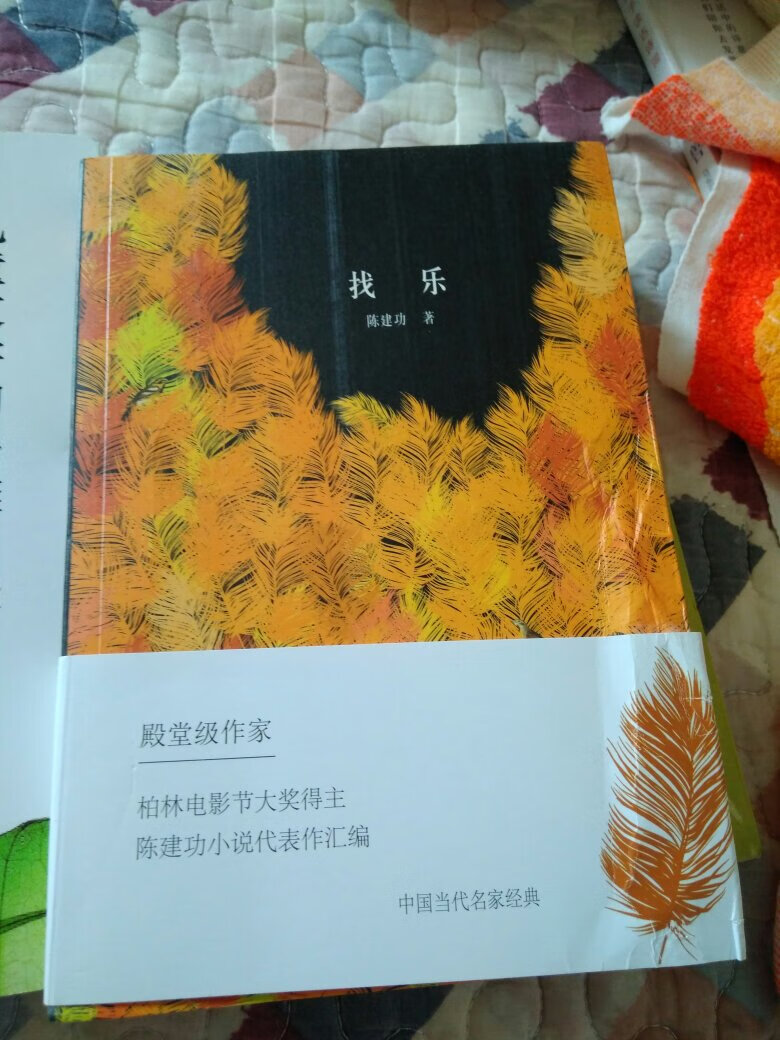 找 乐
陈建功 著
殿堂级作家
柏林电影节大奖得主
陈建功小说代表作汇编
中国当代名家经典